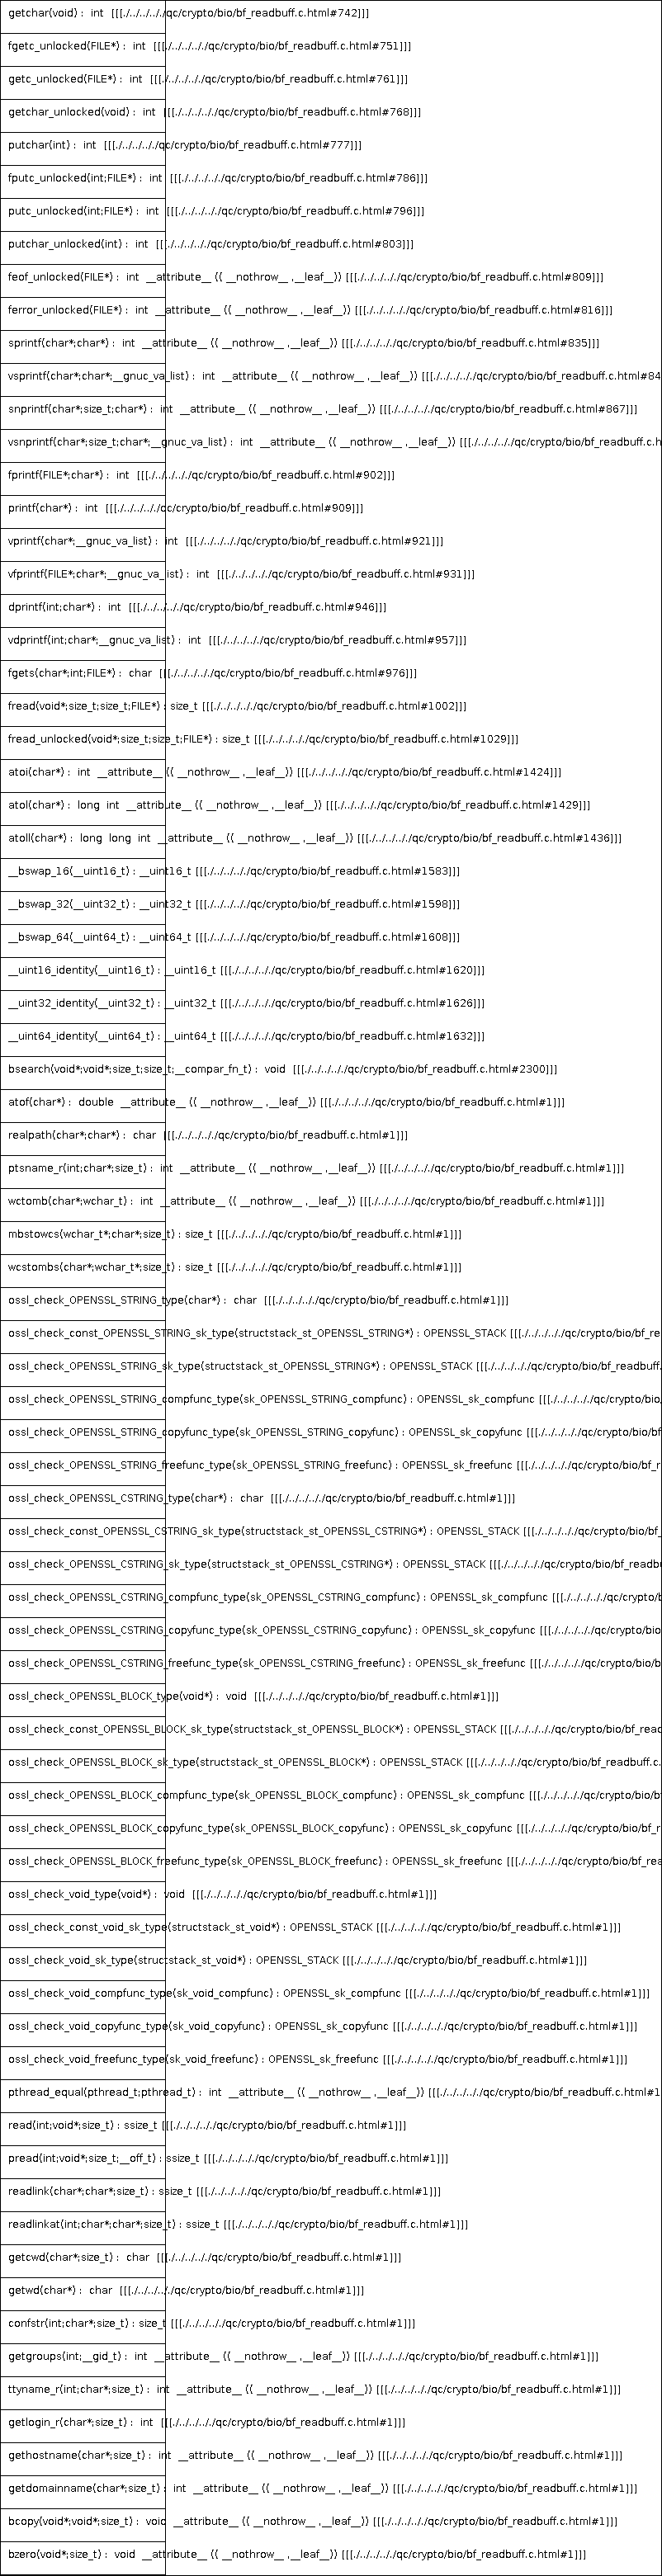 getchar(void) :  int  [[[./../../../qc/crypto/bio/bf_readbuff.c.html#742]]]
fgetc_unlocked(FILE*) :  int  [[[./../../../qc/crypto/bio/bf_readbuff.c.html#751]]]
getc_unlocked(FILE*) :  int  [[[./../../../qc/crypto/bio/bf_readbuff.c.html#761]]]
getchar_unlocked(void) :  int  [[[./../../../qc/crypto/bio/bf_readbuff.c.html#768]]]
putchar(int) :  int  [[[./../../../qc/crypto/bio/bf_readbuff.c.html#777]]]
fputc_unlocked(int;FILE*) :  int  [[[./../../../qc/crypto/bio/bf_readbuff.c.html#786]]]
putc_unlocked(int;FILE*) :  int  [[[./../../../qc/crypto/bio/bf_readbuff.c.html#796]]]
putchar_unlocked(int) :  int  [[[./../../../qc/crypto/bio/bf_readbuff.c.html#803]]]
feof_unlocked(FILE*) :  int  __attribute__ (( __nothrow__ ,__leaf__)) [[[./../../../qc/crypto/bio/bf_readbuff.c.html#809]]]
ferror_unlocked(FILE*) :  int  __attribute__ (( __nothrow__ ,__leaf__)) [[[./../../../qc/crypto/bio/bf_readbuff.c.html#816]]]
sprintf(char*;char*) :  int  __attribute__ (( __nothrow__ ,__leaf__)) [[[./../../../qc/crypto/bio/bf_readbuff.c.html#835]]]
vsprintf(char*;char*;__gnuc_va_list) :  int  __attribute__ (( __nothrow__ ,__leaf__)) [[[./../../../qc/crypto/bio/bf_readbuff.c.html#84
snprintf(char*;size_t;char*) :  int  __attribute__ (( __nothrow__ ,__leaf__)) [[[./../../../qc/crypto/bio/bf_readbuff.c.html#867]]]
vsnprintf(char*;size_t;char*;__gnuc_va_list) :  int  __attribute__ (( __nothrow__ ,__leaf__)) [[[./../../../qc/crypto/bio/bf_readbuff.c.h
fprintf(FILE*;char*) :  int  [[[./../../../qc/crypto/bio/bf_readbuff.c.html#902]]]
printf(char*) :  int  [[[./../../../qc/crypto/bio/bf_readbuff.c.html#909]]]
vprintf(char*;__gnuc_va_list) :  int  [[[./../../../qc/crypto/bio/bf_readbuff.c.html#921]]]
vfprintf(FILE*;char*;__gnuc_va_list) :  int  [[[./../../../qc/crypto/bio/bf_readbuff.c.html#931]]]
dprintf(int;char*) :  int  [[[./../../../qc/crypto/bio/bf_readbuff.c.html#946]]]
vdprintf(int;char*;__gnuc_va_list) :  int  [[[./../../../qc/crypto/bio/bf_readbuff.c.html#957]]]
fgets(char*;int;FILE*) :  char  [[[./../../../qc/crypto/bio/bf_readbuff.c.html#976]]]
fread(void*;size_t;size_t;FILE*) : size_t [[[./../../../qc/crypto/bio/bf_readbuff.c.html#1002]]]
fread_unlocked(void*;size_t;size_t;FILE*) : size_t [[[./../../../qc/crypto/bio/bf_readbuff.c.html#1029]]]
atoi(char*) :  int  __attribute__ (( __nothrow__ ,__leaf__)) [[[./../../../qc/crypto/bio/bf_readbuff.c.html#1424]]]
atol(char*) :  long  int  __attribute__ (( __nothrow__ ,__leaf__)) [[[./../../../qc/crypto/bio/bf_readbuff.c.html#1429]]]
atoll(char*) :  long  long  int  __attribute__ (( __nothrow__ ,__leaf__)) [[[./../../../qc/crypto/bio/bf_readbuff.c.html#1436]]]
__bswap_16(__uint16_t) : __uint16_t [[[./../../../qc/crypto/bio/bf_readbuff.c.html#1583]]]
__bswap_32(__uint32_t) : __uint32_t [[[./../../../qc/crypto/bio/bf_readbuff.c.html#1598]]]
__bswap_64(__uint64_t) : __uint64_t [[[./../../../qc/crypto/bio/bf_readbuff.c.html#1608]]]
__uint16_identity(__uint16_t) : __uint16_t [[[./../../../qc/crypto/bio/bf_readbuff.c.html#1620]]]
__uint32_identity(__uint32_t) : __uint32_t [[[./../../../qc/crypto/bio/bf_readbuff.c.html#1626]]]
__uint64_identity(__uint64_t) : __uint64_t [[[./../../../qc/crypto/bio/bf_readbuff.c.html#1632]]]
bsearch(void*;void*;size_t;size_t;__compar_fn_t) :  void  [[[./../../../qc/crypto/bio/bf_readbuff.c.html#2300]]]
atof(char*) :  double  __attribute__ (( __nothrow__ ,__leaf__)) [[[./../../../qc/crypto/bio/bf_readbuff.c.html#1]]]
realpath(char*;char*) :  char  [[[./../../../qc/crypto/bio/bf_readbuff.c.html#1]]]
ptsname_r(int;char*;size_t) :  int  __attribute__ (( __nothrow__ ,__leaf__)) [[[./../../../qc/crypto/bio/bf_readbuff.c.html#1]]]
wctomb(char*;wchar_t) :  int  __attribute__ (( __nothrow__ ,__leaf__)) [[[./../../../qc/crypto/bio/bf_readbuff.c.html#1]]]
mbstowcs(wchar_t*;char*;size_t) : size_t [[[./../../../qc/crypto/bio/bf_readbuff.c.html#1]]]
wcstombs(char*;wchar_t*;size_t) : size_t [[[./../../../qc/crypto/bio/bf_readbuff.c.html#1]]]
ossl_check_OPENSSL_STRING_type(char*) :  char  [[[./../../../qc/crypto/bio/bf_readbuff.c.html#1]]]
ossl_check_const_OPENSSL_STRING_sk_type(structstack_st_OPENSSL_STRING*) : OPENSSL_STACK [[[./../../../qc/crypto/bio/bf_re
ossl_check_OPENSSL_STRING_sk_type(structstack_st_OPENSSL_STRING*) : OPENSSL_STACK [[[./../../../qc/crypto/bio/bf_readbuff.
ossl_check_OPENSSL_STRING_compfunc_type(sk_OPENSSL_STRING_compfunc) : OPENSSL_sk_compfunc [[[./../../../qc/crypto/bio/
ossl_check_OPENSSL_STRING_copyfunc_type(sk_OPENSSL_STRING_copyfunc) : OPENSSL_sk_copyfunc [[[./../../../qc/crypto/bio/bf
ossl_check_OPENSSL_STRING_freefunc_type(sk_OPENSSL_STRING_freefunc) : OPENSSL_sk_freefunc [[[./../../../qc/crypto/bio/bf_r
ossl_check_OPENSSL_CSTRING_type(char*) :  char  [[[./../../../qc/crypto/bio/bf_readbuff.c.html#1]]]
ossl_check_const_OPENSSL_CSTRING_sk_type(structstack_st_OPENSSL_CSTRING*) : OPENSSL_STACK [[[./../../../qc/crypto/bio/bf_
ossl_check_OPENSSL_CSTRING_sk_type(structstack_st_OPENSSL_CSTRING*) : OPENSSL_STACK [[[./../../../qc/crypto/bio/bf_readbu
ossl_check_OPENSSL_CSTRING_compfunc_type(sk_OPENSSL_CSTRING_compfunc) : OPENSSL_sk_compfunc [[[./../../../qc/crypto/b
ossl_check_OPENSSL_CSTRING_copyfunc_type(sk_OPENSSL_CSTRING_copyfunc) : OPENSSL_sk_copyfunc [[[./../../../qc/crypto/bio
ossl_check_OPENSSL_CSTRING_freefunc_type(sk_OPENSSL_CSTRING_freefunc) : OPENSSL_sk_freefunc [[[./../../../qc/crypto/bio/b
ossl_check_OPENSSL_BLOCK_type(void*) :  void  [[[./../../../qc/crypto/bio/bf_readbuff.c.html#1]]]
ossl_check_const_OPENSSL_BLOCK_sk_type(structstack_st_OPENSSL_BLOCK*) : OPENSSL_STACK [[[./../../../qc/crypto/bio/bf_read
ossl_check_OPENSSL_BLOCK_sk_type(structstack_st_OPENSSL_BLOCK*) : OPENSSL_STACK [[[./../../../qc/crypto/bio/bf_readbuff.c.
ossl_check_OPENSSL_BLOCK_compfunc_type(sk_OPENSSL_BLOCK_compfunc) : OPENSSL_sk_compfunc [[[./../../../qc/crypto/bio/b
ossl_check_OPENSSL_BLOCK_copyfunc_type(sk_OPENSSL_BLOCK_copyfunc) : OPENSSL_sk_copyfunc [[[./../../../qc/crypto/bio/bf_r
ossl_check_OPENSSL_BLOCK_freefunc_type(sk_OPENSSL_BLOCK_freefunc) : OPENSSL_sk_freefunc [[[./../../../qc/crypto/bio/bf_rea
ossl_check_void_type(void*) :  void  [[[./../../../qc/crypto/bio/bf_readbuff.c.html#1]]]
ossl_check_const_void_sk_type(structstack_st_void*) : OPENSSL_STACK [[[./../../../qc/crypto/bio/bf_readbuff.c.html#1]]]
ossl_check_void_sk_type(structstack_st_void*) : OPENSSL_STACK [[[./../../../qc/crypto/bio/bf_readbuff.c.html#1]]]
ossl_check_void_compfunc_type(sk_void_compfunc) : OPENSSL_sk_compfunc [[[./../../../qc/crypto/bio/bf_readbuff.c.html#1]]]
ossl_check_void_copyfunc_type(sk_void_copyfunc) : OPENSSL_sk_copyfunc [[[./../../../qc/crypto/bio/bf_readbuff.c.html#1]]]
ossl_check_void_freefunc_type(sk_void_freefunc) : OPENSSL_sk_freefunc [[[./../../../qc/crypto/bio/bf_readbuff.c.html#1]]]
pthread_equal(pthread_t;pthread_t) :  int  __attribute__ (( __nothrow__ ,__leaf__)) [[[./../../../qc/crypto/bio/bf_readbuff.c.html#1
read(int;void*;size_t) : ssize_t [[[./../../../qc/crypto/bio/bf_readbuff.c.html#1]]]
pread(int;void*;size_t;__off_t) : ssize_t [[[./../../../qc/crypto/bio/bf_readbuff.c.html#1]]]
readlink(char*;char*;size_t) : ssize_t [[[./../../../qc/crypto/bio/bf_readbuff.c.html#1]]]
readlinkat(int;char*;char*;size_t) : ssize_t [[[./../../../qc/crypto/bio/bf_readbuff.c.html#1]]]
getcwd(char*;size_t) :  char  [[[./../../../qc/crypto/bio/bf_readbuff.c.html#1]]]
getwd(char*) :  char  [[[./../../../qc/crypto/bio/bf_readbuff.c.html#1]]]
confstr(int;char*;size_t) : size_t [[[./../../../qc/crypto/bio/bf_readbuff.c.html#1]]]
getgroups(int;__gid_t) :  int  __attribute__ (( __nothrow__ ,__leaf__)) [[[./../../../qc/crypto/bio/bf_readbuff.c.html#1]]]
ttyname_r(int;char*;size_t) :  int  __attribute__ (( __nothrow__ ,__leaf__)) [[[./../../../qc/crypto/bio/bf_readbuff.c.html#1]]]
getlogin_r(char*;size_t) :  int  [[[./../../../qc/crypto/bio/bf_readbuff.c.html#1]]]
gethostname(char*;size_t) :  int  __attribute__ (( __nothrow__ ,__leaf__)) [[[./../../../qc/crypto/bio/bf_readbuff.c.html#1]]]
getdomainname(char*;size_t) :  int  __attribute__ (( __nothrow__ ,__leaf__)) [[[./../../../qc/crypto/bio/bf_readbuff.c.html#1]]]
bcopy(void*;void*;size_t) :  void  __attribute__ (( __nothrow__ ,__leaf__)) [[[./../../../qc/crypto/bio/bf_readbuff.c.html#1]]]
bzero(void*;size_t) :  void  __attribute__ (( __nothrow__ ,__leaf__)) [[[./../../../qc/crypto/bio/bf_readbuff.c.html#1]]]